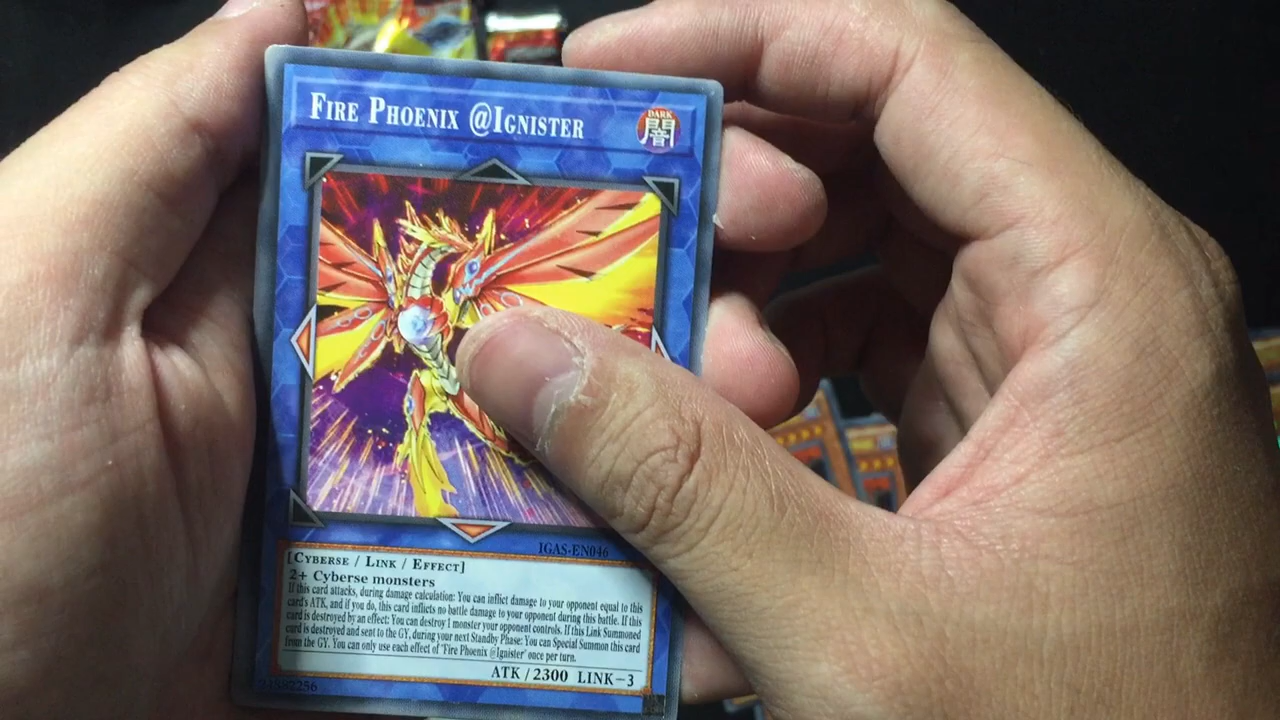 FIRE PHOENIX @IGNISTER
DARK
闇
IGAS-EN046
[CYBERSE / LINK / EFFECT]
2+ Cyberse monsters
If this card attacks, during damage calculation: You can inflict damage to your opponent equal to this
card's ATK, and if you do, this card inflicts no battle damage to your opponent during this battle. If this
card is destroyed by an effect: You can destroy 1 monster your opponent controls. If this Link Summoned
card is destroyed and sent to the GY, during your next Standby Phase: You can Special Summon this card
from the GY. You can only use each effect of "Fire Phoenix @Ignister" once per turn.
ATK / 2300 LINK–3